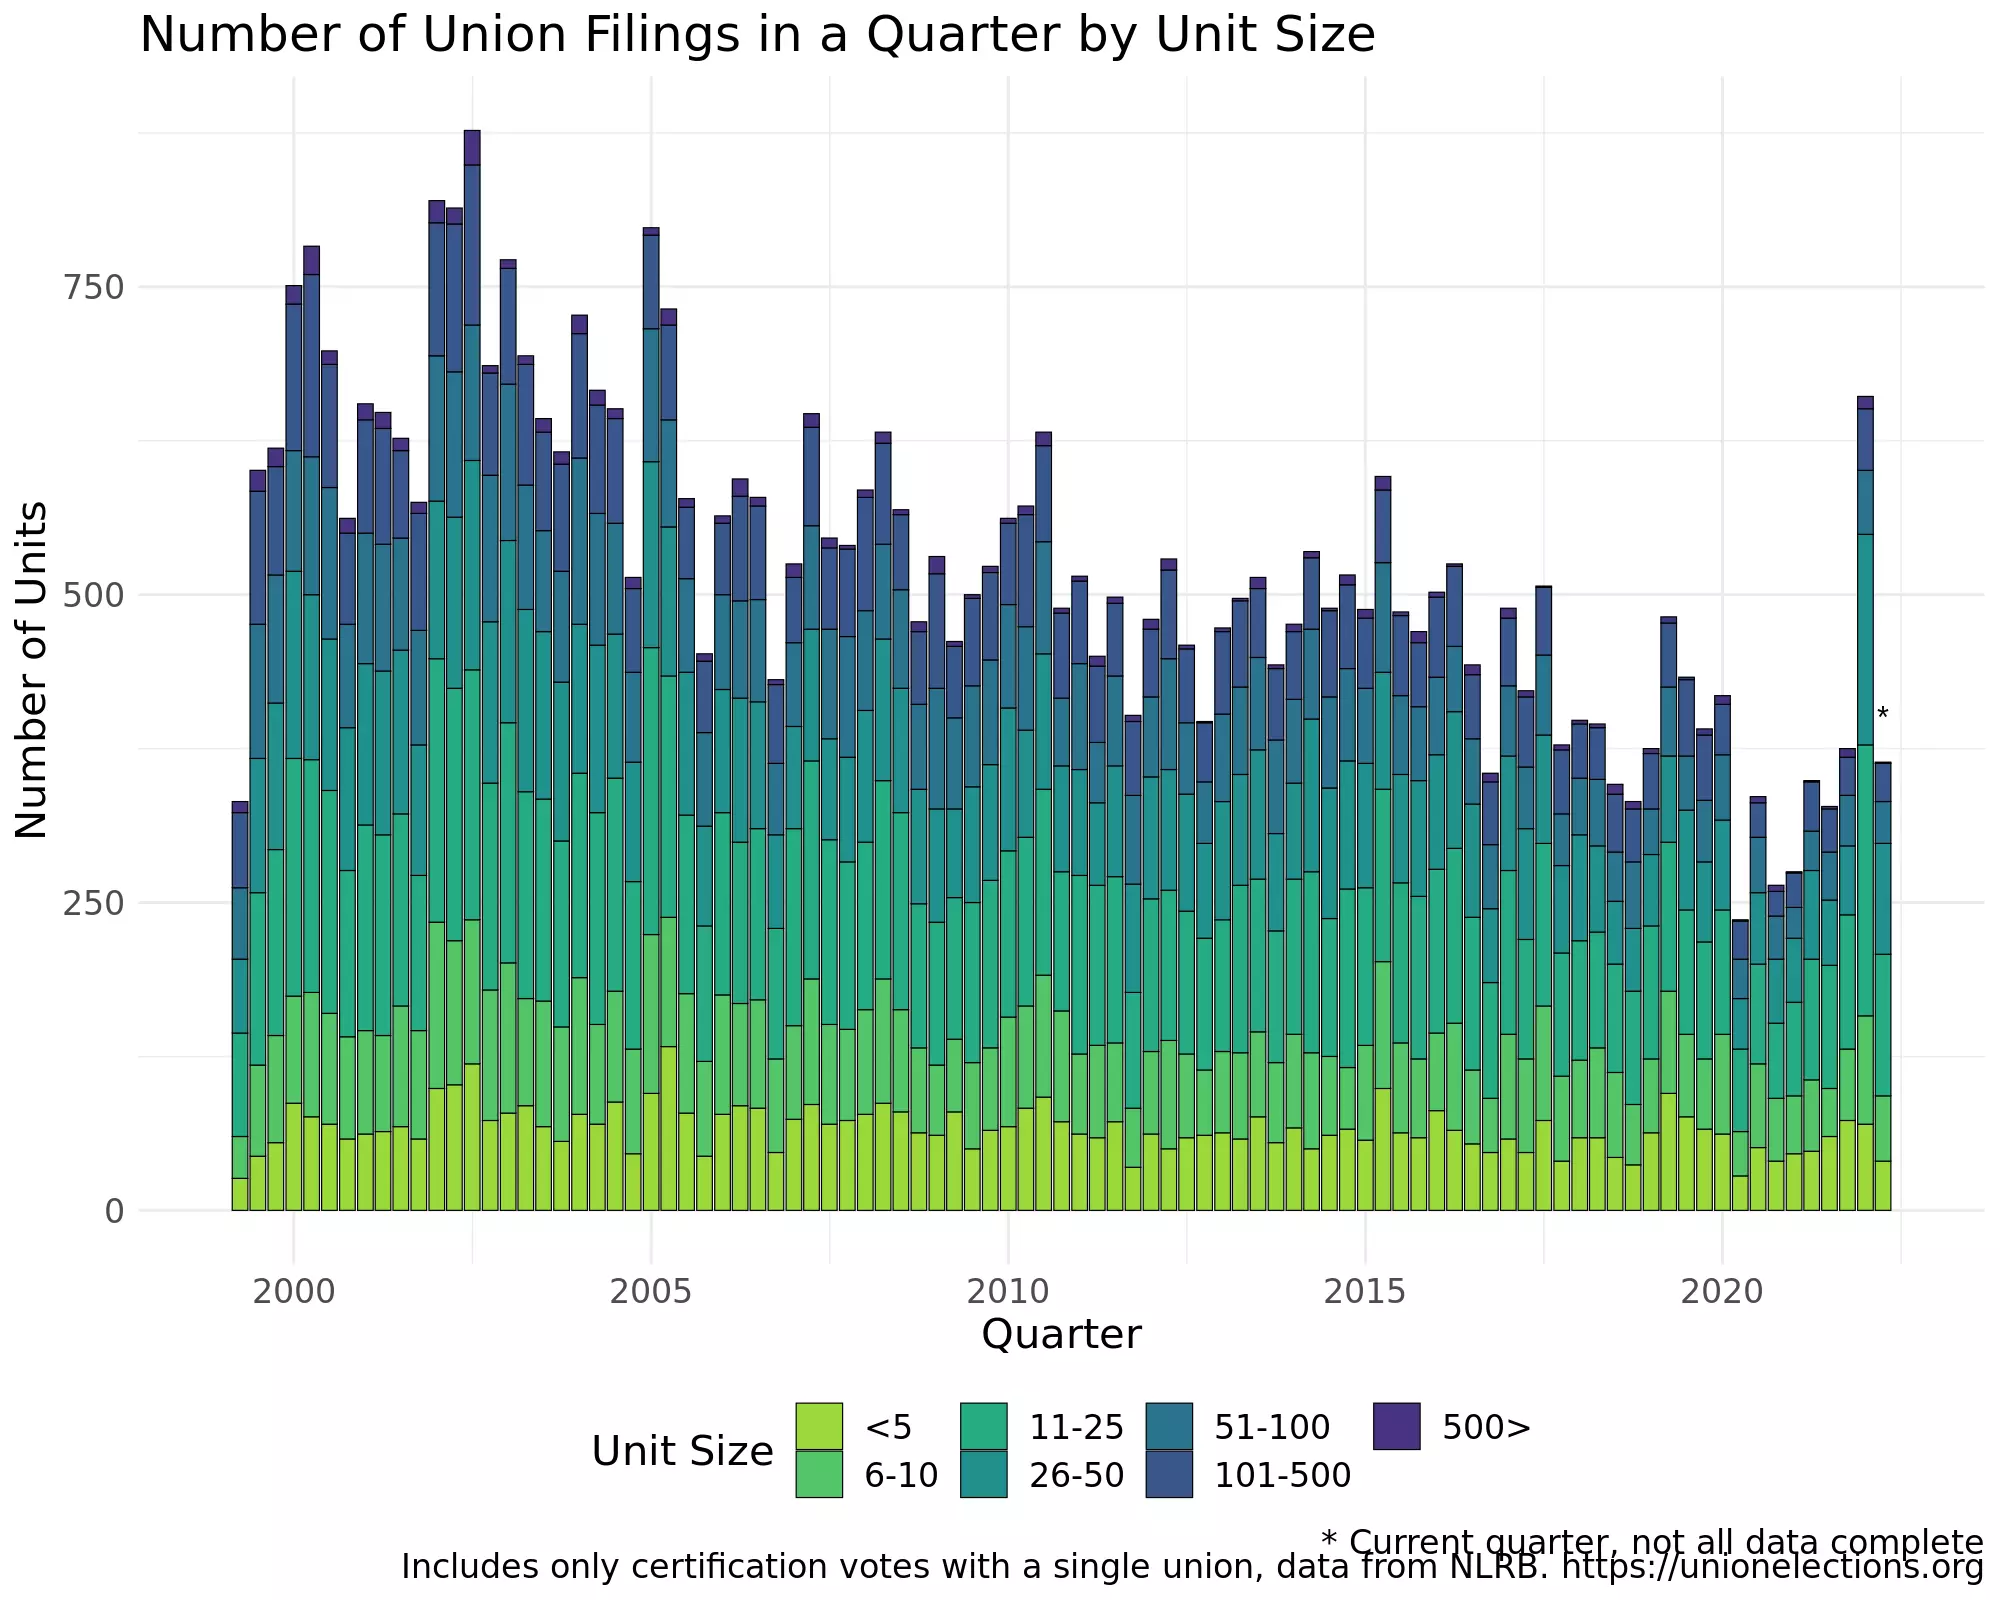 Number of Union Filings in a Quarter by Unit Size
Number of Units
750
500
250
0
*
2000 2005 2010 2015 2020
Quarter
Unit Size
<5 11-25 51-100 500>
6-10 26-50 101-500
* Current quarter, not all data complete
Includes only certification votes with a single union, data from NLRB. https://unionelections.org